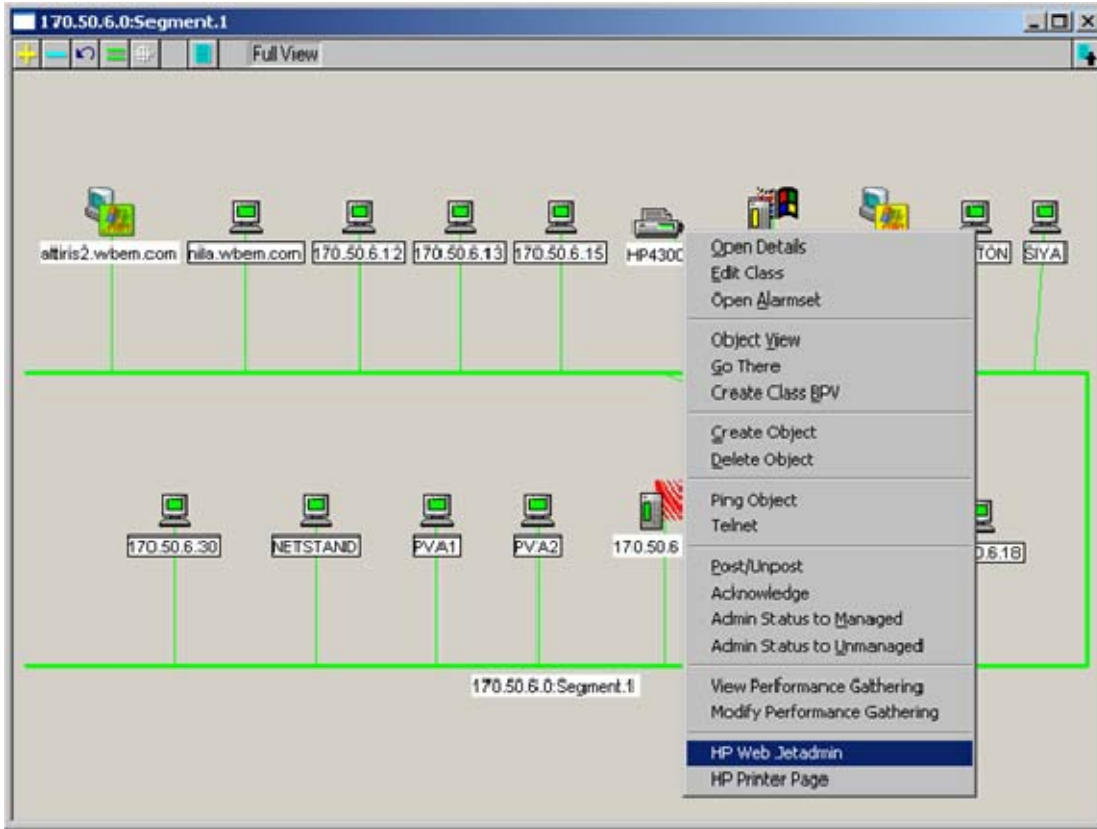 170.50.6.0:Segment.1
Full View
altiris2.wbem.com
nila.wbem.com
170.50.6.12
170.50.6.13
170.50.6.15
HP4300
TON
SIYA
Open Details
Edit Class
Open Alarmset
Object View
Go There
Create Class BPV
Create Object
Delete Object
Ping Object
Telnet
Post/Unpost
Acknowledge
Admin Status to Managed
Admin Status to Unmanaged
View Performance Gathering
Modify Performance Gathering
HP Web Jetadmin
HP Printer Page
170.50.6.30
NETSTAND
PVA1
PVA2
170.50.6
0.6.18
170.50.6.0:Segment.1